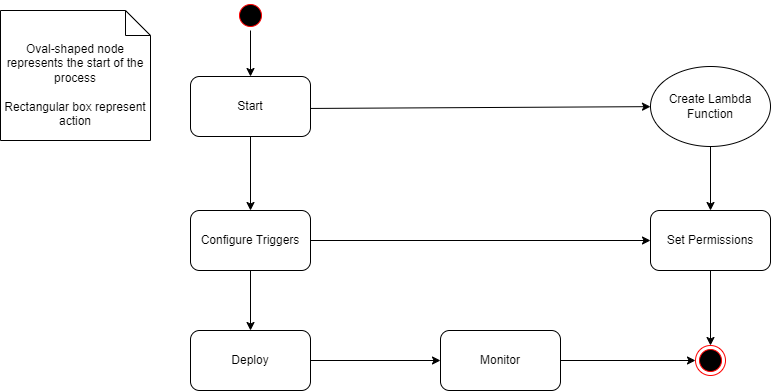 Oval-shaped node
represents the start of the
process
Rectangular box represent
action
Start
Create Lambda
Function
Configure Triggers
Set Permissions
Deploy
Monitor